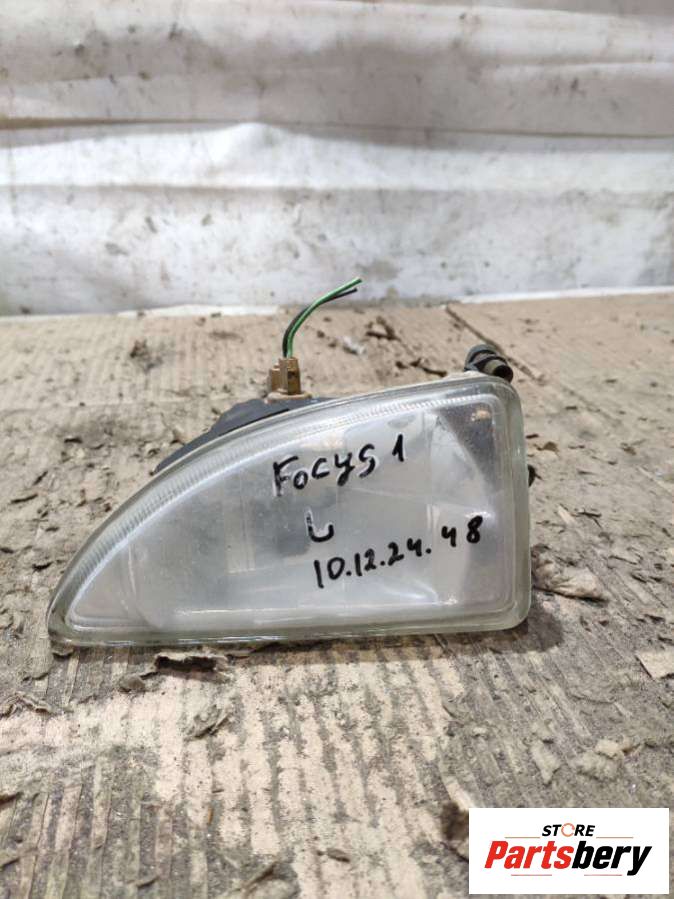 Focys 1
L
10.12.24.48
STORE
Partsbery